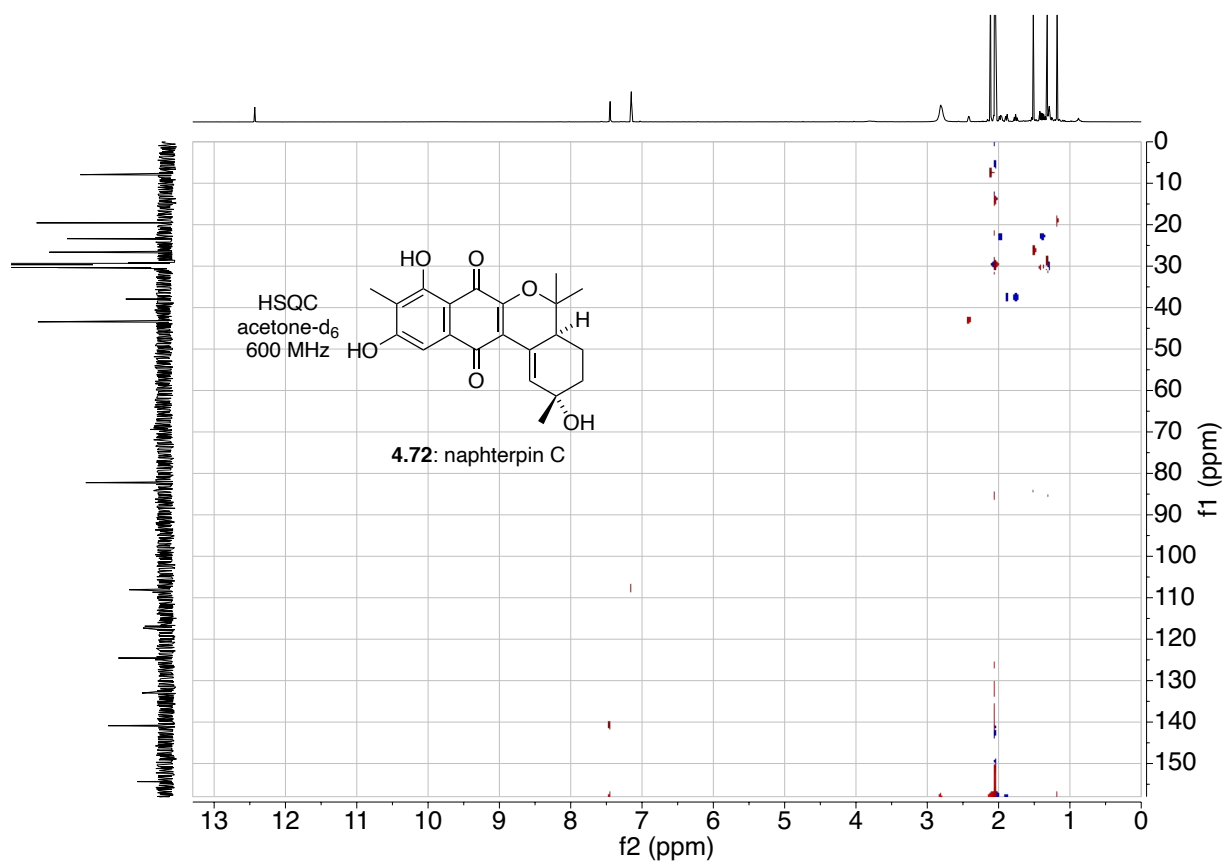 0
10
20
30
40
50
60
70
80
90
100
110
120
130
140
150
f1 (ppm)
HSQC
acetone-d6
600 MHz
HO
O
O
H
HO
O
OH
4.72: naphterpin C
13 12 11 10 9 8 7 6 5 4 3 2 1 0
f2 (ppm)